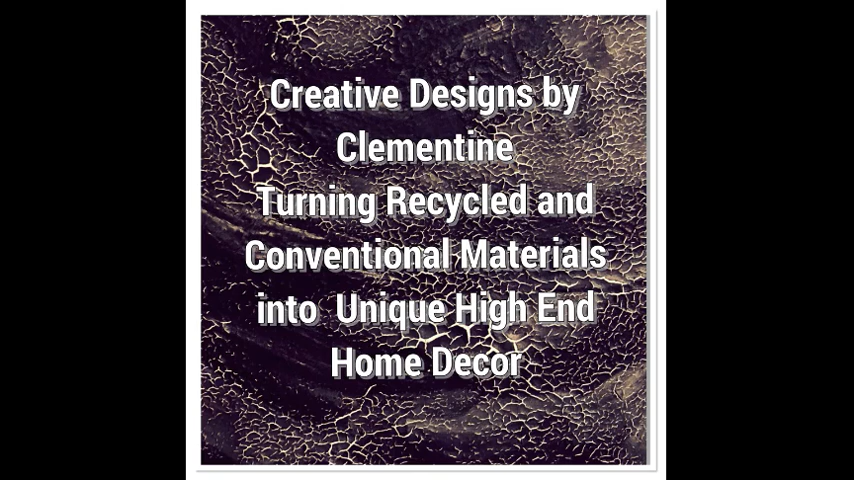 Creative Designs by
Clementine
Turning Recycled and
Conventional Materials
into  Unique High End
Home Decor